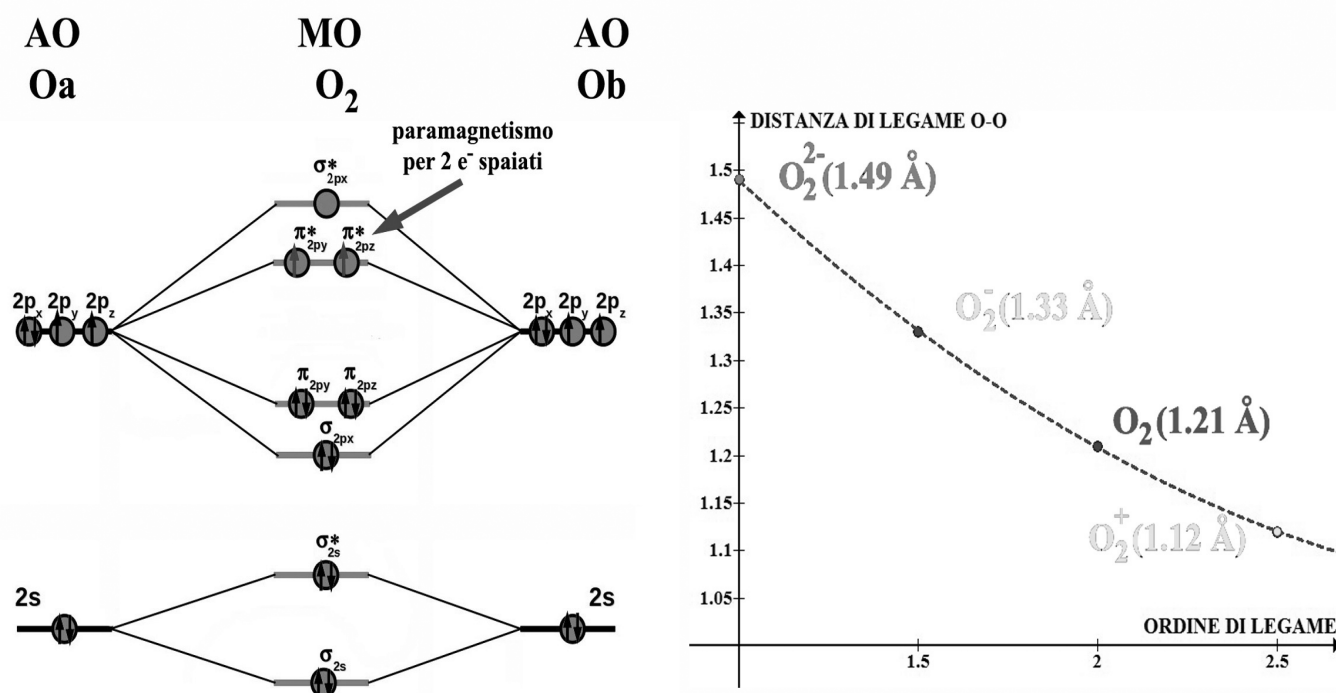 AO
MO
AO
Oa
O₂
Ob
paramagnetismo
per 2 e⁻ spaiati
σ*2px
π*2py
π*2pz
2px 2py 2pz
2px 2py 2pz
π2py
π2pz
σ2px
σ*2s
2s
2s
σ2s
DISTANZA DI LEGAME O-O
1.5
O₂²⁻(1.49 Å)
1.45
1.4
1.35
O₂⁻(1.33 Å)
1.3
1.25
O₂(1.21 Å)
1.2
1.15
O₂⁺(1.12 Å)
1.1
1.05
ORDINE DI LEGAME
1.5
2
2.5